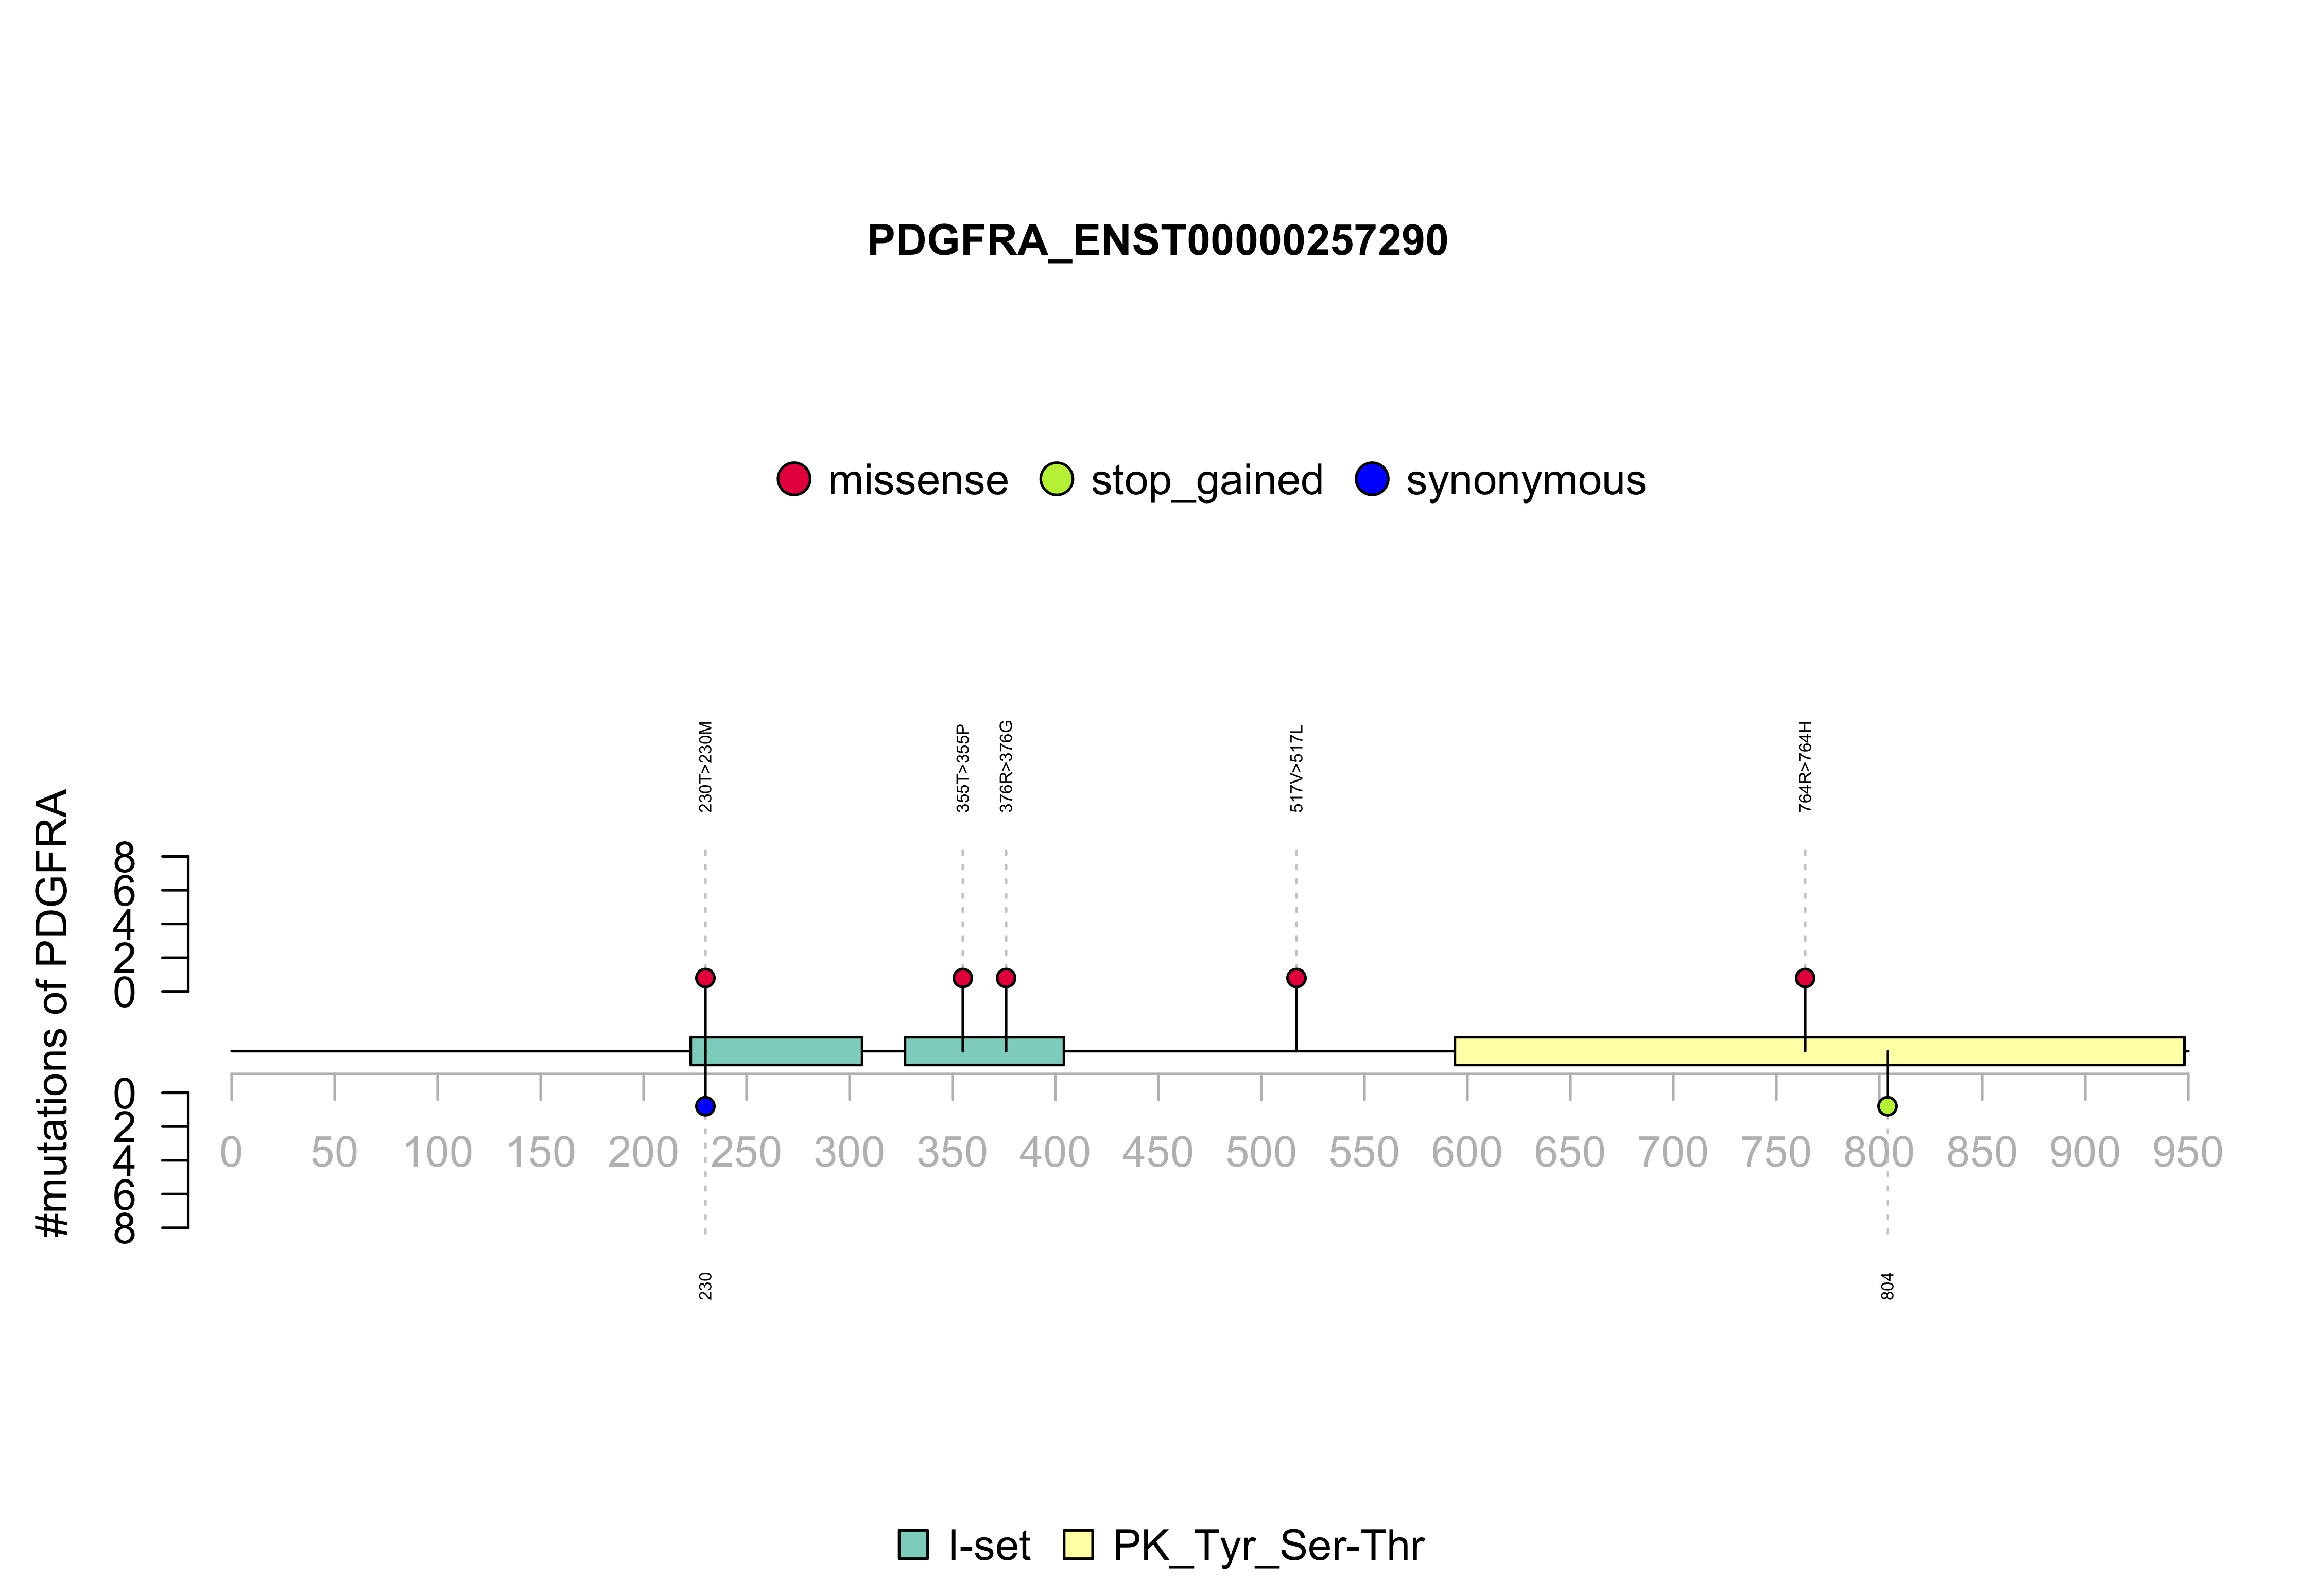 PDGFRA_ENST00000257290
missense stop_gained synonymous
230T>230M
355T>355P
376R>376G
517V>517L
764R>764H
#mutations of PDGFRA
8
6
4
2
0
0
2
4
6
8
0 50 100 150 200 250 300 350 400 450 500 550 600 650 700 750 800 850 900 950
230
804
I-set PK_Tyr_Ser-Thr